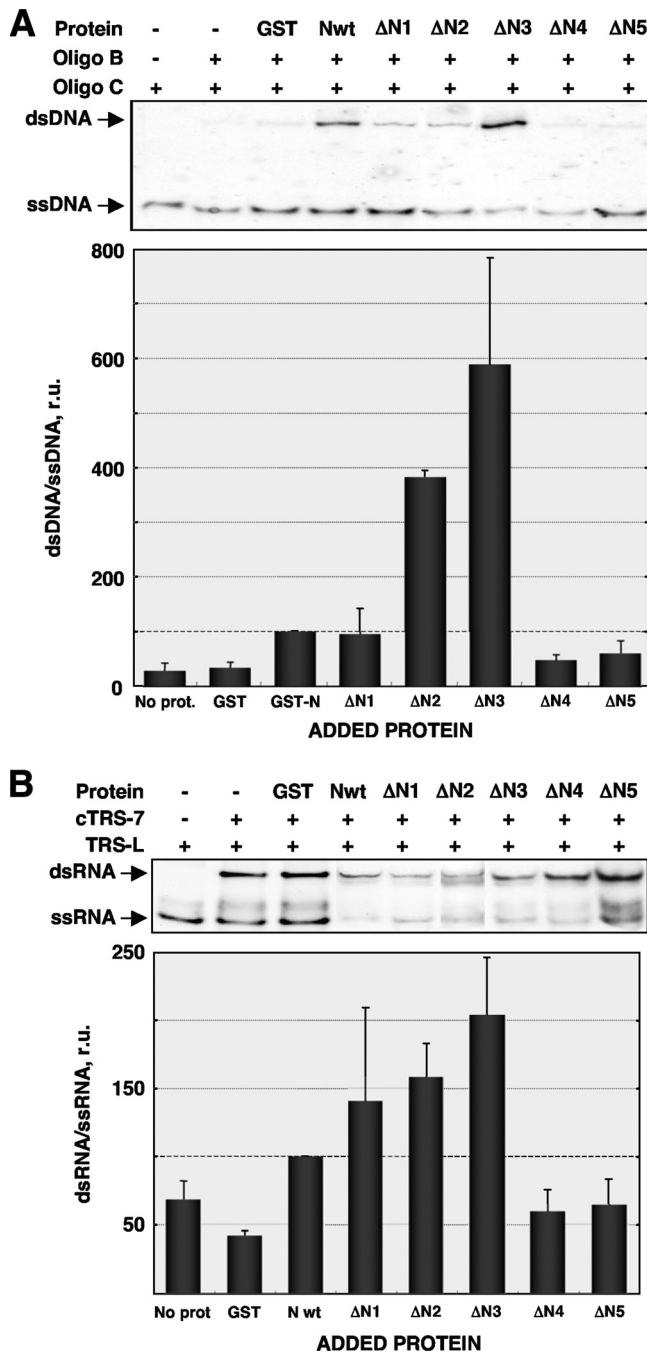 A
Protein - - GST Nwt ΔN1 ΔN2 ΔN3 ΔN4 ΔN5
Oligo B - + + + + + + + +
Oligo C + + + + + + + + +
dsDNA
ssDNA
800
600
400
200
0
dsDNA/ssDNA, r.u.
No prot. GST GST-N ΔN1 ΔN2 ΔN3 ΔN4 ΔN5
ADDED PROTEIN
B
Protein - - GST Nwt ΔN1 ΔN2 ΔN3 ΔN4 ΔN5
cTRS-7 - + + + + + + + +
TRS-L + + + + + + + + +
dsRNA
ssRNA
250
150
50
dsRNA/ssRNA, r.u.
No prot GST N wt ΔN1 ΔN2 ΔN3 ΔN4 ΔN5
ADDED PROTEIN